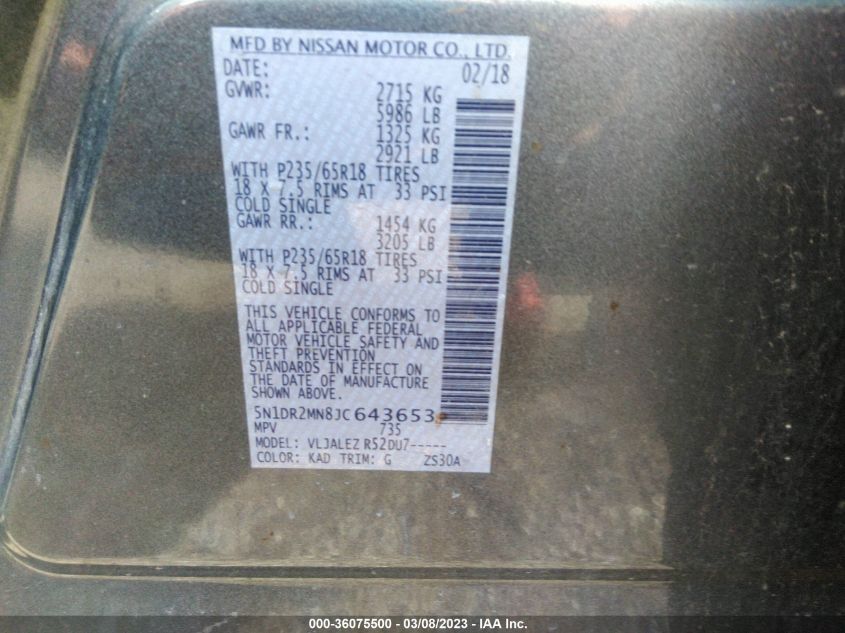 MFD BY NISSAN MOTOR CO., LTD.
DATE: 02/18
GVWR: 2715 KG
5986 LB
GAWR FR.: 1325 KG
2921 LB
WITH P235/65R18 TIRES
18 X 7.5 RIMS AT 33 PSI
COLD SINGLE
GAWR RR.: 1454 KG
3205 LB
WITH P235/65R18 TIRES
18 X 7.5 RIMS AT 33 PSI
COLD SINGLE
THIS VEHICLE CONFORMS TO
ALL APPLICABLE FEDERAL
MOTOR VEHICLE SAFETY AND
THEFT PREVENTION
STANDARDS IN EFFECT ON
THE DATE OF MANUFACTURE
SHOWN ABOVE.
5N1DR2MN8JC643653
MPV 735
MODEL: VLJALEZ R52DU7-----
COLOR: KAD TRIM: G ZS30A
000-36075500 - 03/08/2023 - IAA Inc.